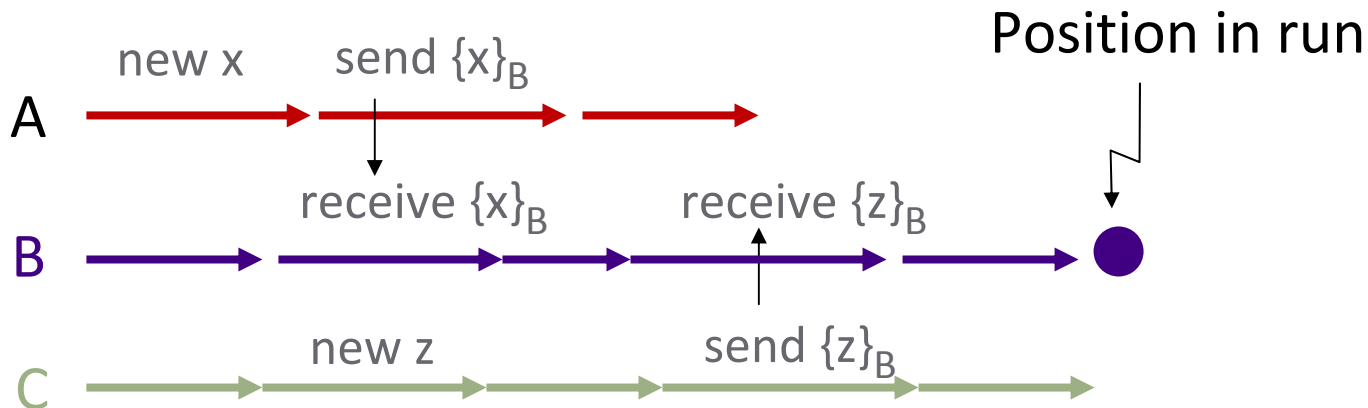 Position in run
new x send {x}B
A
receive {x}B receive {z}B
B
new z send {z}B
C